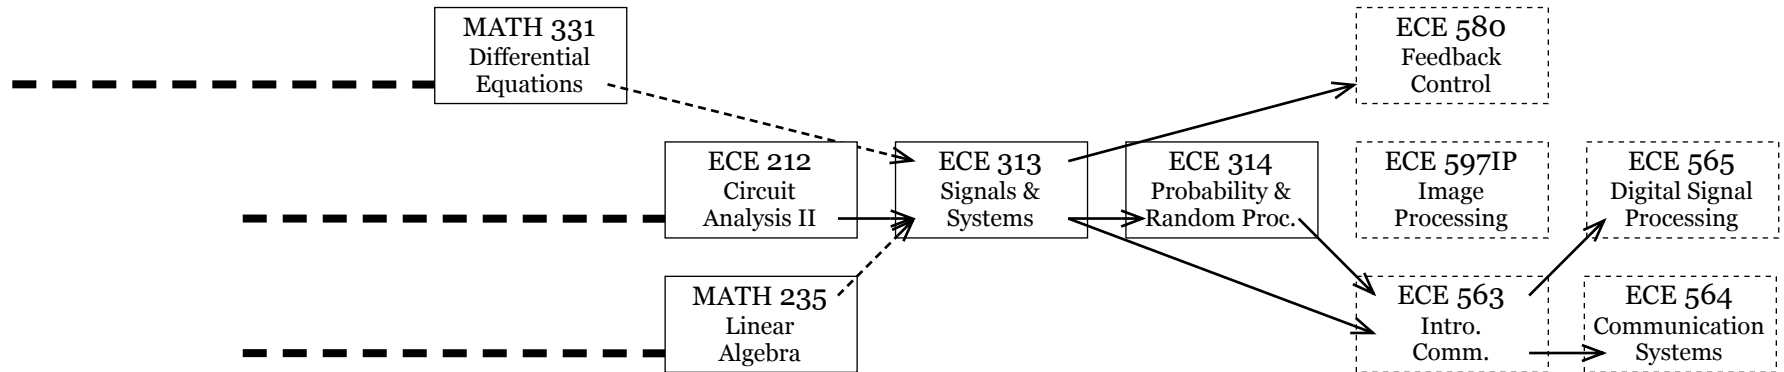 MATH 331
Differential
Equations
ECE 580
Feedback
Control
ECE 212
Circuit
Analysis II
ECE 313
Signals &
Systems
ECE 314
Probability &
Random Proc.
ECE 597IP
Image
Processing
ECE 565
Digital Signal
Processing
MATH 235
Linear
Algebra
ECE 563
Intro.
Comm.
ECE 564
Communication
Systems